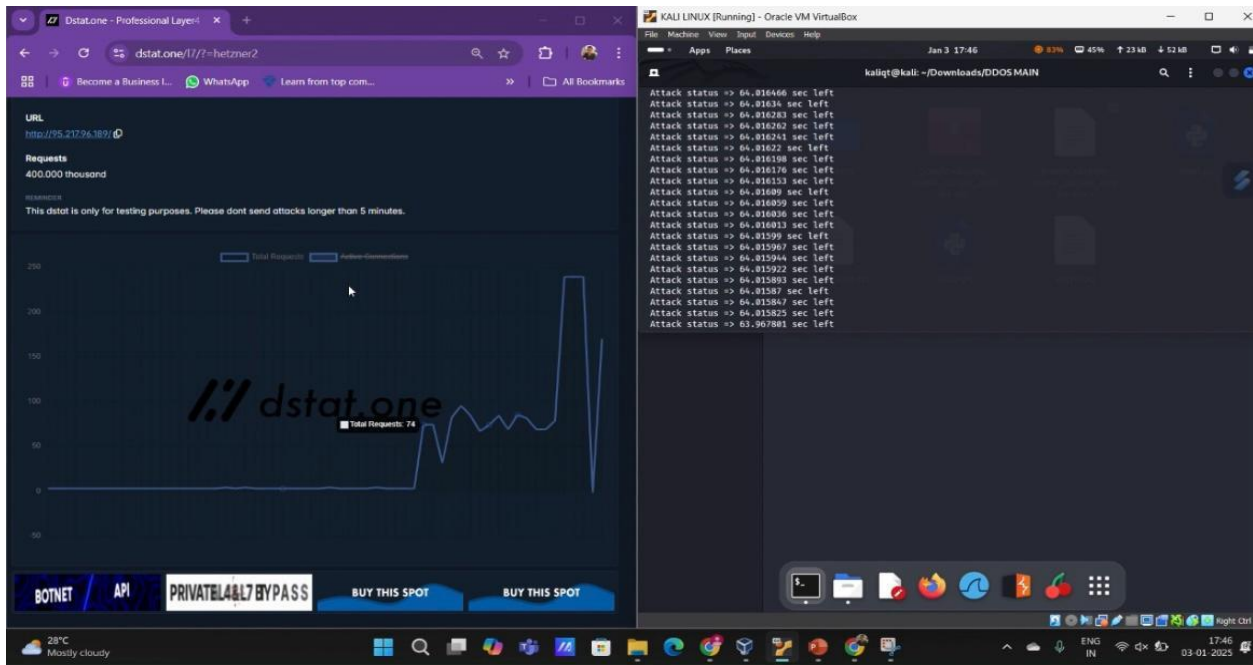 Dstat.one - Professional Layer4
dstat.one/l7/?=hetzner2
Become a Business I...
WhatsApp
Learn from top com...
All Bookmarks
URL
http://95.217.96.189/
Requests
400.000 thousand
REMINDER
This dstat is only for testing purposes. Please dont send attacks longer than 5 minutes.
Total Requests
Active Connections
250
200
150
100
50
0
-50
dstat.one
Total Requests: 74
BOTNET / API
PRIVATEL4&L7 BYPASS
BUY THIS SPOT
BUY THIS SPOT
KALI LINUX [Running] - Oracle VM VirtualBox
File Machine View Input Devices Help
Apps Places
Jan 3 17:46
83%
45%
↑ 23 kB
↓ 52 kB
kaliqt@kali: ~/Downloads/DDOS MAIN
Attack status => 64.016466 sec left
Attack status => 64.01634 sec left
Attack status => 64.016283 sec left
Attack status => 64.016262 sec left
Attack status => 64.016241 sec left
Attack status => 64.01622 sec left
Attack status => 64.016198 sec left
Attack status => 64.016176 sec left
Attack status => 64.016153 sec left
Attack status => 64.01609 sec left
Attack status => 64.016059 sec left
Attack status => 64.016036 sec left
Attack status => 64.016013 sec left
Attack status => 64.01599 sec left
Attack status => 64.015967 sec left
Attack status => 64.015944 sec left
Attack status => 64.015922 sec left
Attack status => 64.015893 sec left
Attack status => 64.01587 sec left
Attack status => 64.015847 sec left
Attack status => 64.015825 sec left
Attack status => 63.967801 sec left
Right Ctrl
28°C
Mostly cloudy
ENG
IN
17:46
03-01-2025